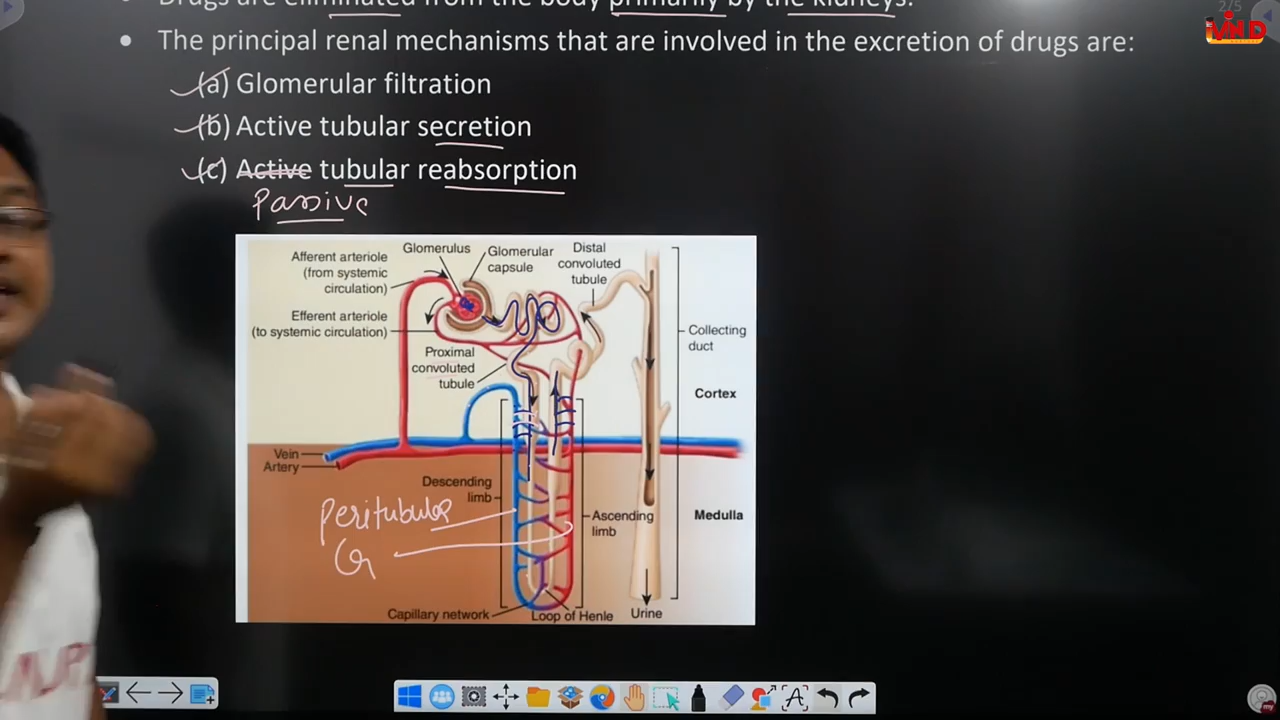 Drugs are eliminated from the body primarily by the kidneys.
2/5
The principal renal mechanisms that are involved in the excretion of drugs are:
(a) Glomerular filtration
(b) Active tubular secretion
(c) Active tubular reabsorption
Passive
Afferent arteriole
(from systemic
circulation)
Glomerulus
Glomerular
capsule
Distal
convoluted
tubule
Efferent arteriole
(to systemic circulation)
Collecting
duct
Proximal
convoluted
tubule
Cortex
Vein
Artery
Descending
limb
Peritubular
Ascending
limb
Medulla
Capillary network
Loop of Henle
Urine
A
my